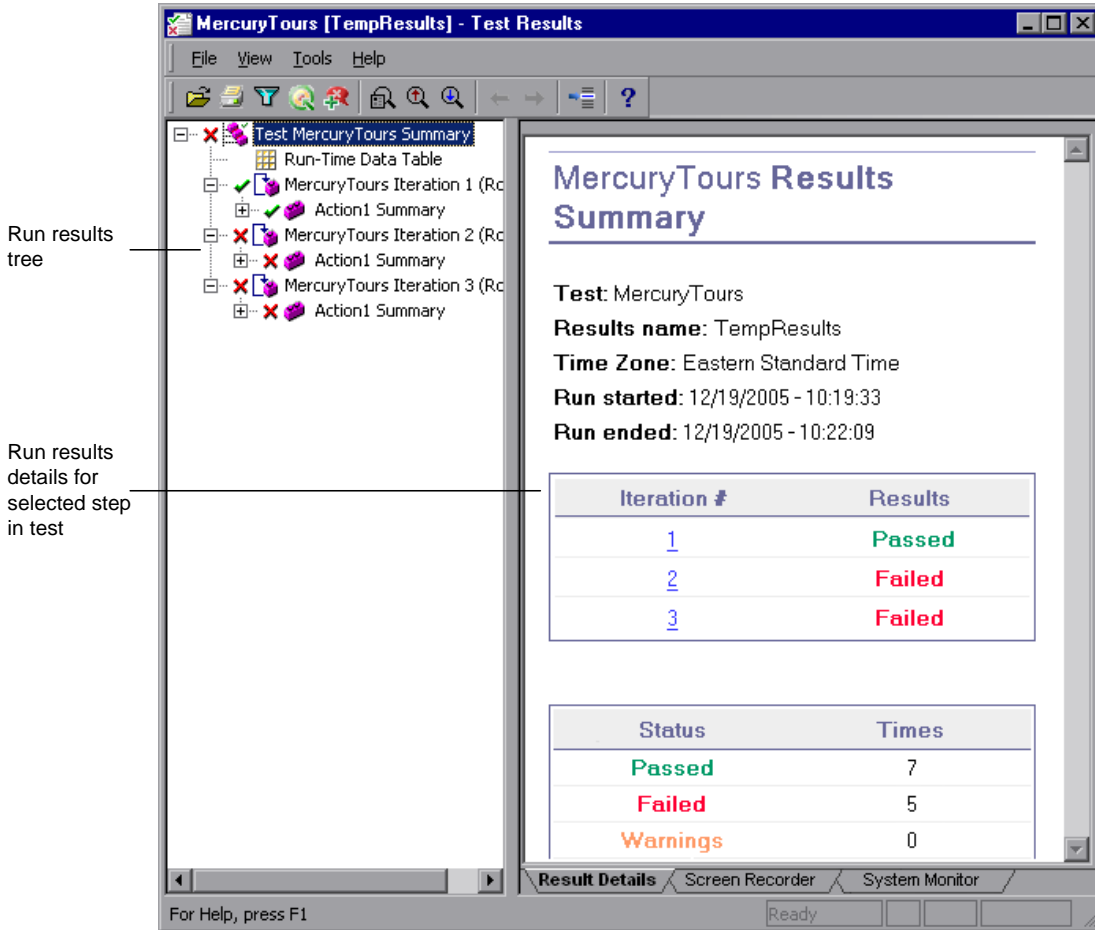 MercuryTours [TempResults] - Test Results
File View Tools Help
Test MercuryTours Summary
Run-Time Data Table
MercuryTours Iteration 1 (Rc
Action1 Summary
MercuryTours Iteration 2 (Rc
Action1 Summary
MercuryTours Iteration 3 (Rc
Action1 Summary
Run results
tree
Run results
details for
selected step
in test
MercuryTours Results
Summary
Test: MercuryTours
Results name: TempResults
Time Zone: Eastern Standard Time
Run started: 12/19/2005 - 10:19:33
Run ended: 12/19/2005 - 10:22:09
Iteration # Results
1 Passed
2 Failed
3 Failed
Status Times
Passed 7
Failed 5
Warnings 0
Result Details Screen Recorder System Monitor
For Help, press F1 Ready